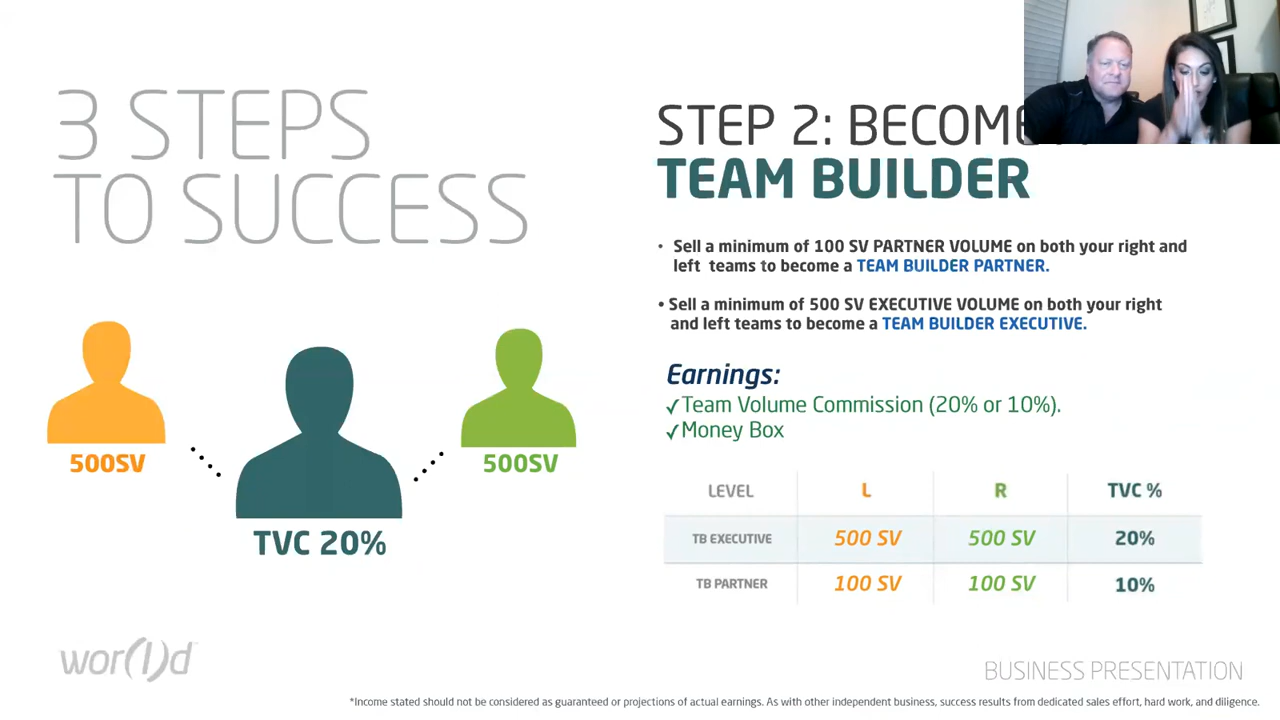 3 STEPS
TO SUCCESS
500SV
500SV
TVC 20%
STEP 2: BECOME
TEAM BUILDER
• Sell a minimum of 100 SV PARTNER VOLUME on both your right and
left teams to become a TEAM BUILDER PARTNER.
• Sell a minimum of 500 SV EXECUTIVE VOLUME on both your right
and left teams to become a TEAM BUILDER EXECUTIVE.
Earnings:
✓Team Volume Commission (20% or 10%).
✓Money Box
LEVEL L R TVC %
TB EXECUTIVE 500 SV 500 SV 20%
TB PARTNER 100 SV 100 SV 10%
wor(l)d™
BUSINESS PRESENTATION
*Income stated should not be considered as guaranteed or projections of actual earnings. As with other independent business, success results from dedicated sales effort, hard work, and diligence.